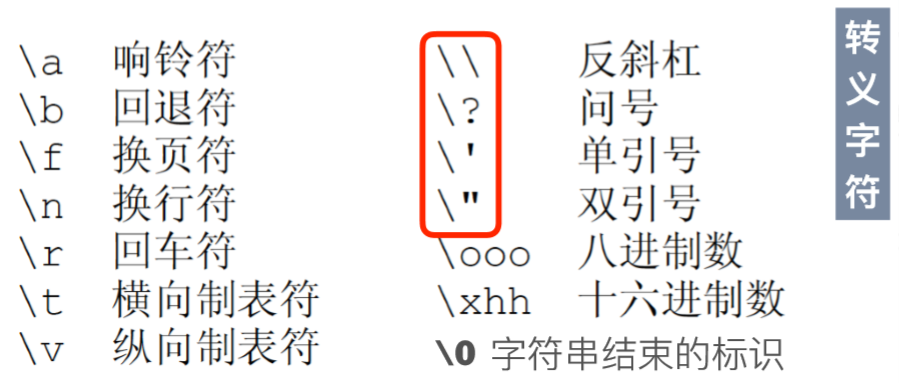 \a 响铃符
\b 回退符
\f 换页符
\n 换行符
\r 回车符
\t 横向制表符
\v 纵向制表符
\\ 反斜杠
\? 问号
\' 单引号
\" 双引号
\ooo 八进制数
\xhh 十六进制数
\0 字符串结束的标识
转义字符